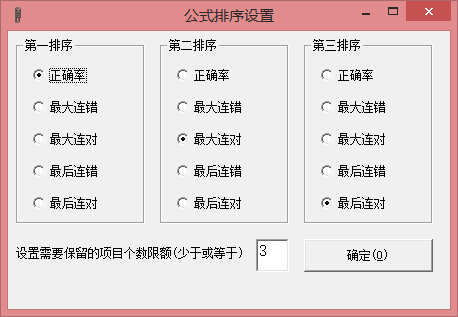 公式排序设置
第一排序
正确率
最大连错
最大连对
最后连错
最后连对
第二排序
正确率
最大连错
最大连对
最后连错
最后连对
第三排序
正确率
最大连错
最大连对
最后连错
最后连对
设置需要保留的项目个数限额(少于或等于)
3
确定(O)